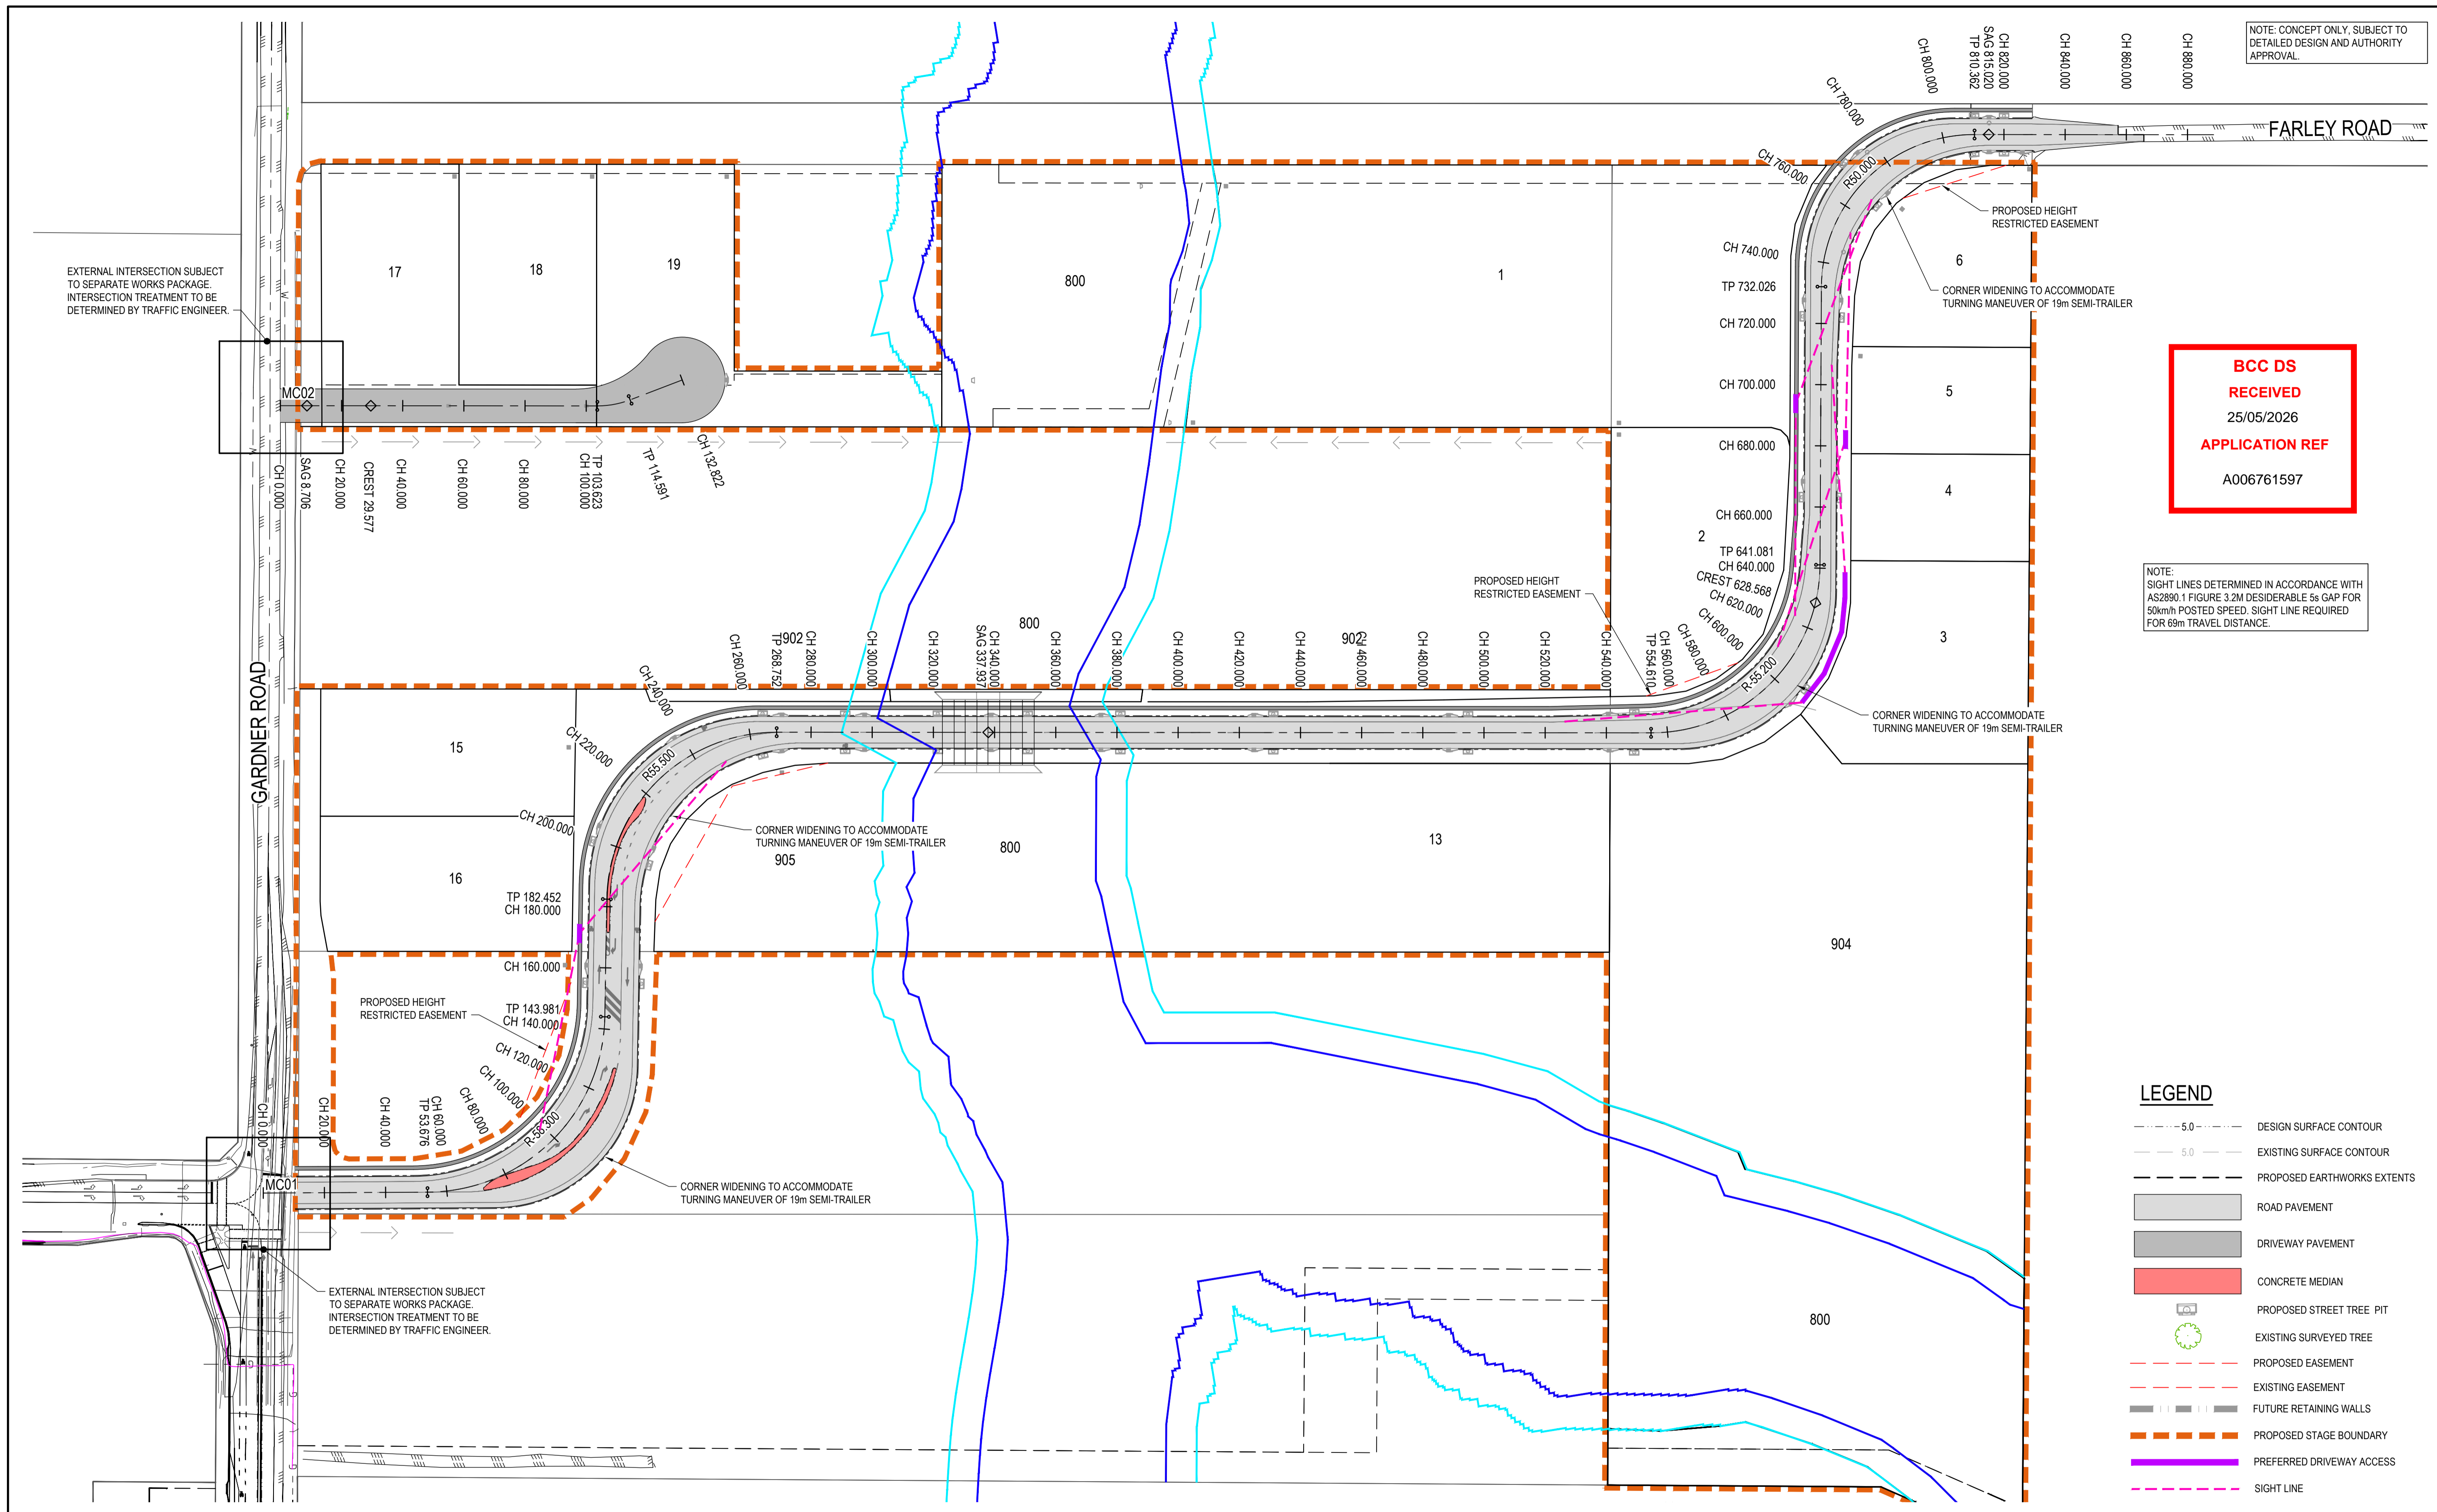 NOTE: CONCEPT ONLY, SUBJECT TO
DETAILED DESIGN AND AUTHORITY
APPROVAL.
CH 780.000
CH 800.000
TP 810.362
SAG 815.020
CH 820.000
CH 840.000
CH 860.000
CH 880.000
FARLEY ROAD
CH 760.000
R50.000
PROPOSED HEIGHT
RESTRICTED EASEMENT
CH 740.000
6
TP 732.026
CORNER WIDENING TO ACCOMMODATE
TURNING MANEUVER OF 19m SEMI-TRAILER
CH 720.000
CH 700.000
5
CH 680.000
4
CH 660.000
2
TP 641.081
CH 640.000
CREST 628.568
CH 620.000
CH 600.000
CH 580.000
CH 560.000
TP 554.610
3
R-55.200
PROPOSED HEIGHT
RESTRICTED EASEMENT
CORNER WIDENING TO ACCOMMODATE
TURNING MANEUVER OF 19m SEMI-TRAILER
BCC DS
RECEIVED
25/05/2026
APPLICATION REF
A006761597
NOTE:
SIGHT LINES DETERMINED IN ACCORDANCE WITH
AS2890.1 FIGURE 3.2M DESIDERABLE 5s GAP FOR
50km/h POSTED SPEED. SIGHT LINE REQUIRED
FOR 69m TRAVEL DISTANCE.
EXTERNAL INTERSECTION SUBJECT
TO SEPARATE WORKS PACKAGE.
INTERSECTION TREATMENT TO BE
DETERMINED BY TRAFFIC ENGINEER.
17
18
19
800
1
MC02
CH 0.000
SAG 8.706
CH 20.000
CREST 29.577
CH 40.000
CH 60.000
CH 80.000
CH 100.000
TP 103.623
TP 114.591
CH 132.822
GARDNER ROAD
800
902
902
CH 240.000
CH 260.000
TP 268.752
CH 280.000
CH 300.000
CH 320.000
SAG 337.937
CH 340.000
CH 360.000
CH 380.000
CH 400.000
CH 420.000
CH 440.000
CH 460.000
CH 480.000
CH 500.000
CH 520.000
CH 540.000
15
CH 220.000
R55.500
CH 200.000
CORNER WIDENING TO ACCOMMODATE
TURNING MANEUVER OF 19m SEMI-TRAILER
905
800
13
16
TP 182.452
CH 180.000
904
CH 160.000
PROPOSED HEIGHT
RESTRICTED EASEMENT
TP 143.981
CH 140.000
CH 120.000
CH 100.000
CH 80.000
CH 60.000
TP 53.676
CH 40.000
CH 20.000
CH 0.000
MC01
CORNER WIDENING TO ACCOMMODATE
TURNING MANEUVER OF 19m SEMI-TRAILER
EXTERNAL INTERSECTION SUBJECT
TO SEPARATE WORKS PACKAGE.
INTERSECTION TREATMENT TO BE
DETERMINED BY TRAFFIC ENGINEER.
800
LEGEND
5.0 DESIGN SURFACE CONTOUR
5.0 EXISTING SURFACE CONTOUR
PROPOSED EARTHWORKS EXTENTS
ROAD PAVEMENT
DRIVEWAY PAVEMENT
CONCRETE MEDIAN
PROPOSED STREET TREE PIT
EXISTING SURVEYED TREE
PROPOSED EASEMENT
EXISTING EASEMENT
FUTURE RETAINING WALLS
PROPOSED STAGE BOUNDARY
PREFERRED DRIVEWAY ACCESS
SIGHT LINE